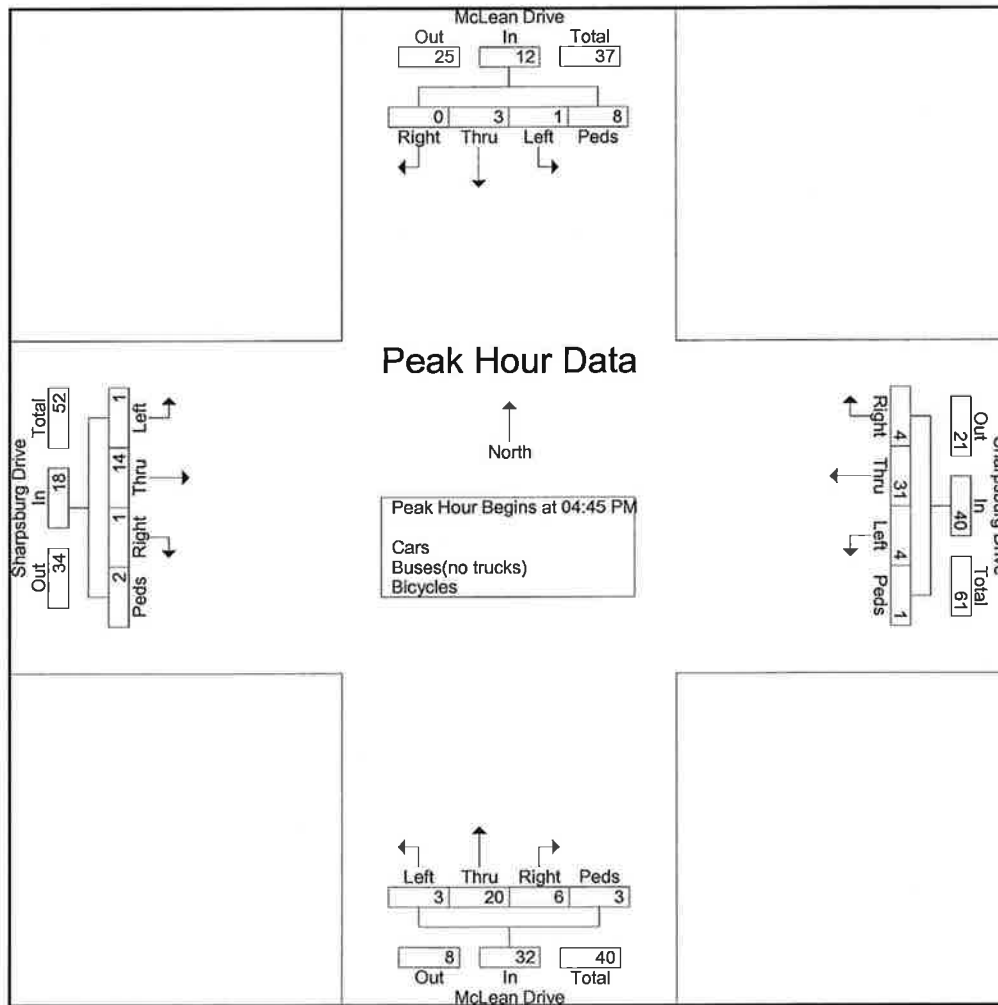 McLean Drive
Out In Total
25 12 37
0 3 1 8
Right Thru Left Peds
Peak Hour Data
North
Peak Hour Begins at 04:45 PM
Cars
Buses(no trucks)
Bicycles
Sharpsburg Drive
Out In Total
34 18 52
Peds Right Thru Left
2 1 14 1
Right Thru Left Peds
4 31 4 1
Out In Total
21 40 61
Sharpsburg Drive
Left Thru Right Peds
3 20 6 3
8 32 40
Out In Total
McLean Drive